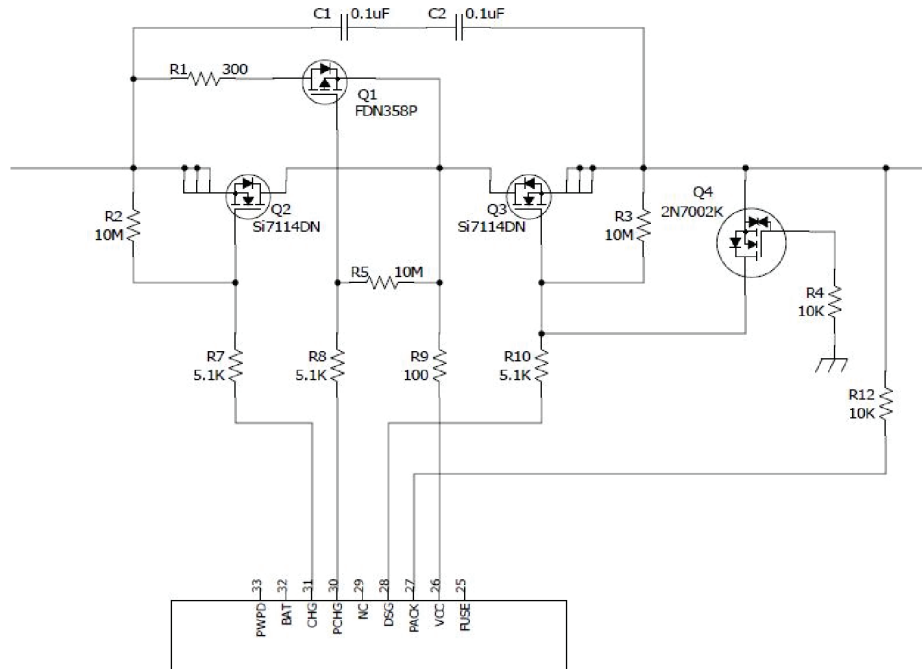 C1 0.1uF C2 0.1uF
R1 300
Q1
FDN358P
Q2
Si7114DN
Q3
Si7114DN
Q4
2N7002K
R2
10M
R3
10M
R5 10M
R4
10K
R7
5.1K
R8
5.1K
R9
100
R10
5.1K
R12
10K
33 32 31 30 29 28 27 26 25
PWPD BAT CHG PCHG NC DSG PACK VCC FUSE